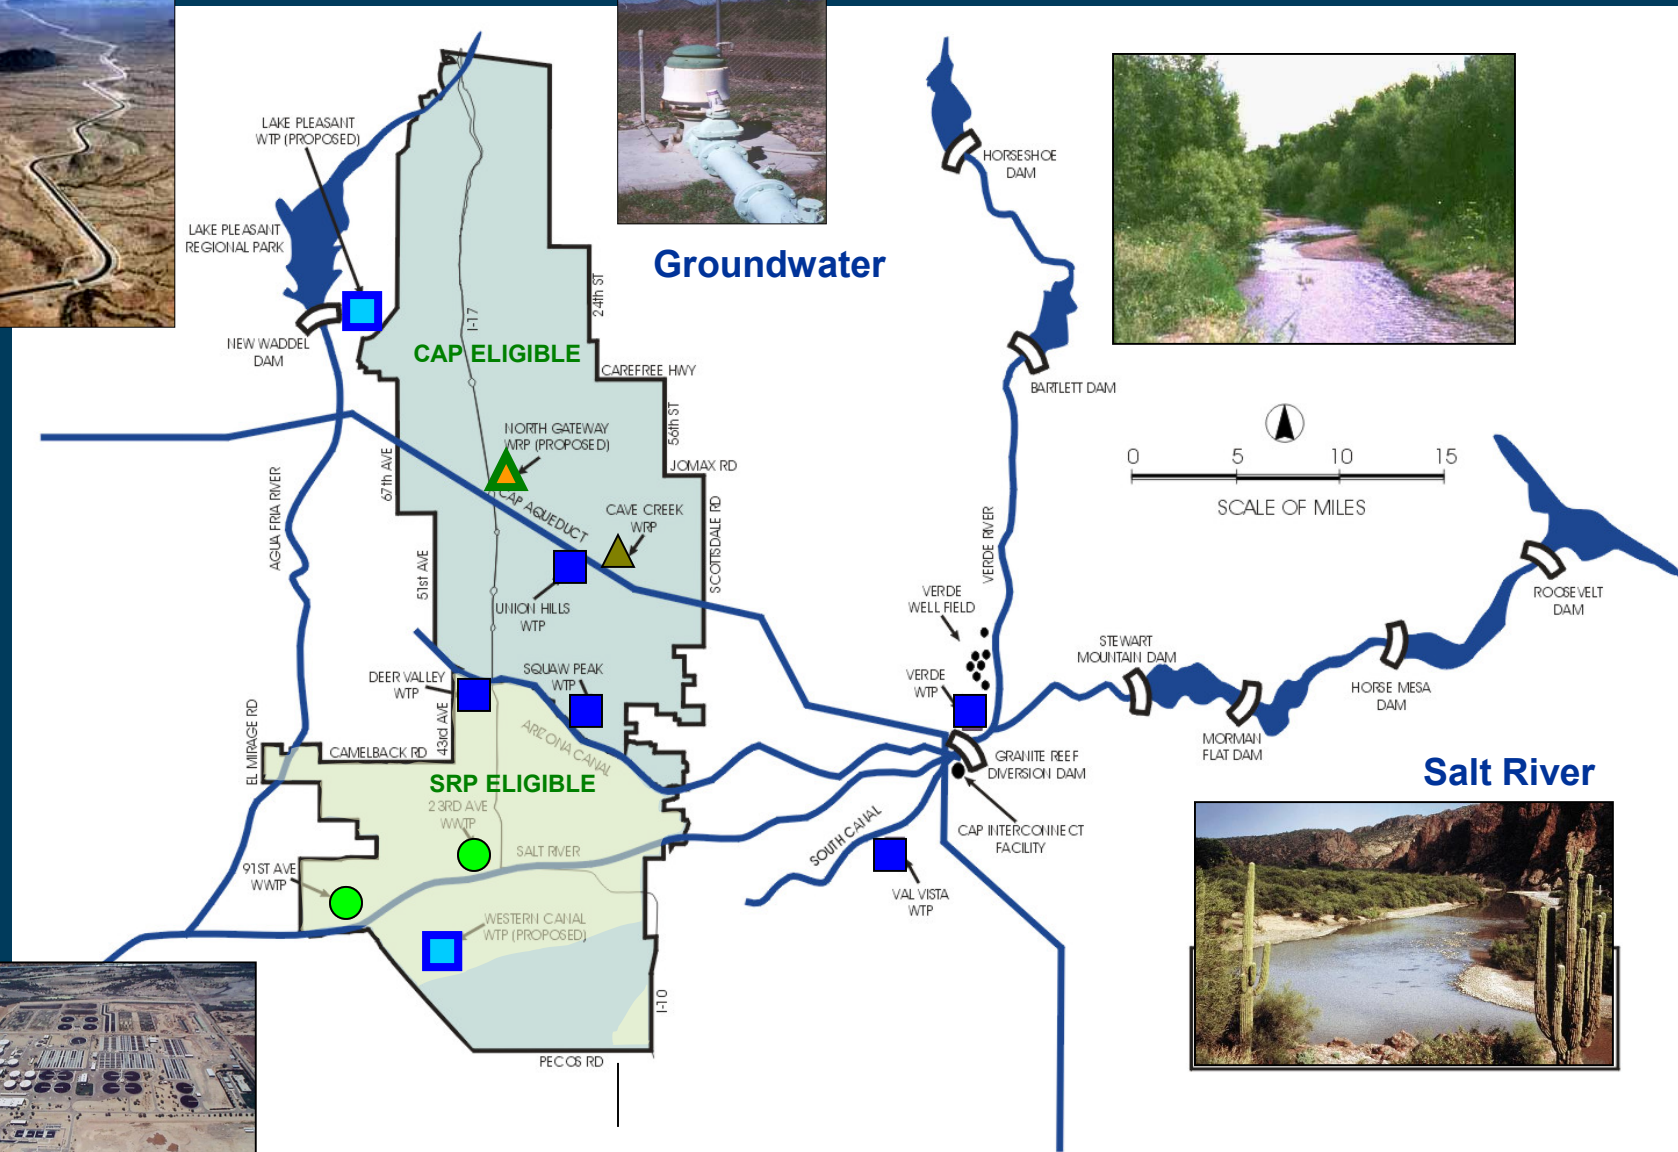 LAKE PLEASANT
WTP (PROPOSED)
HORSESHOE
DAM
LAKE PLEASANT
REGIONAL PARK
Groundwater
24th ST
I-17
NEW WADDEL
DAM
CAP ELIGIBLE
CAREFREE HWY
BARTLETT DAM
56th ST
NORTH GATEWAY
WRP (PROPOSED)
JOMAX RD
0 5 10 15
SCALE OF MILES
67th AVE
AGUA FRIA RIVER
CAP AQUEDUCT
CAVE CREEK
WRP
SCOTTSDALE RD
VERDE RIVER
51st AVE
UNION HILLS
WTP
VERDE
WELL FIELD
ROOSEVELT
DAM
STEWART
MOUNTAIN DAM
DEER VALLEY
WTP
SQUAW PEAK
WTP
VERDE
WTP
HORSE MESA
DAM
43rd AVE
EL MIRAGE RD
CAMELBACK RD
ARIZONA CANAL
MORMAN
FLAT DAM
GRANITE REEF
DIVERSION DAM
Salt River
SRP ELIGIBLE
23RD AVE
WWTP
SOUTH CANAL
CAP INTERCONNECT
FACILITY
SALT RIVER
91ST AVE
WWTP
VAL VISTA
WTP
WESTERN CANAL
WTP (PROPOSED)
I-10
PECOS RD